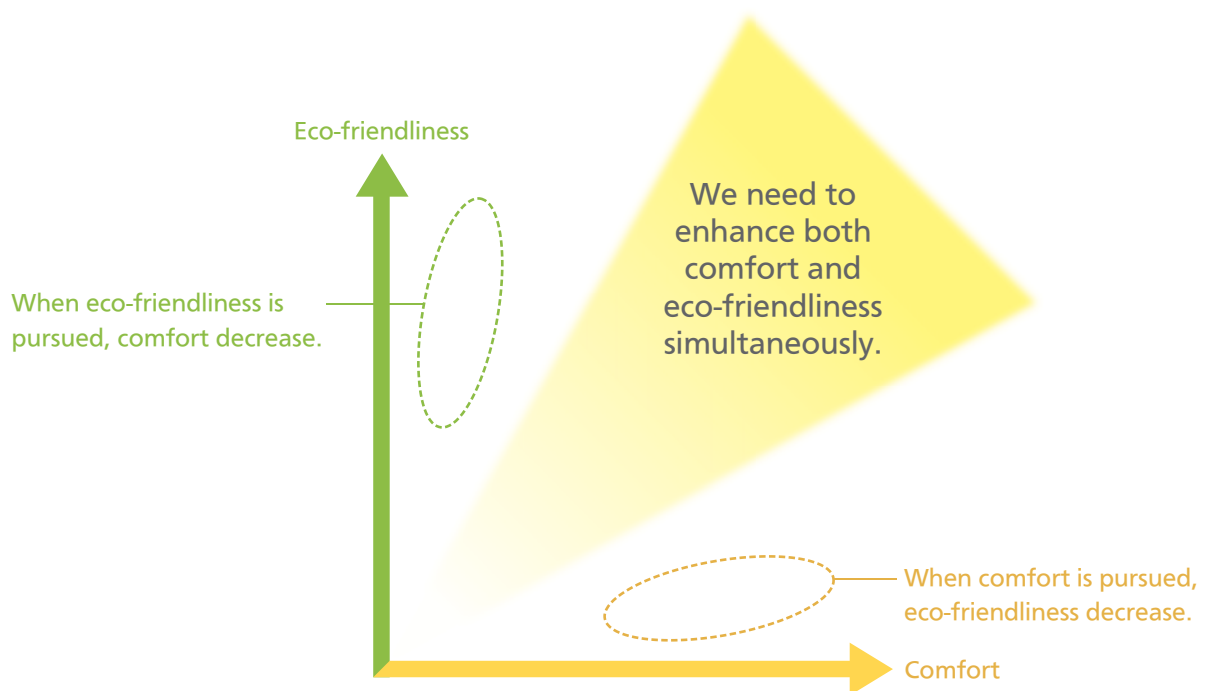 Eco-friendliness
We need to
enhance both
comfort and
eco-friendliness
simultaneously.
When eco-friendliness is
pursued, comfort decrease.
When comfort is pursued,
eco-friendliness decrease.
Comfort